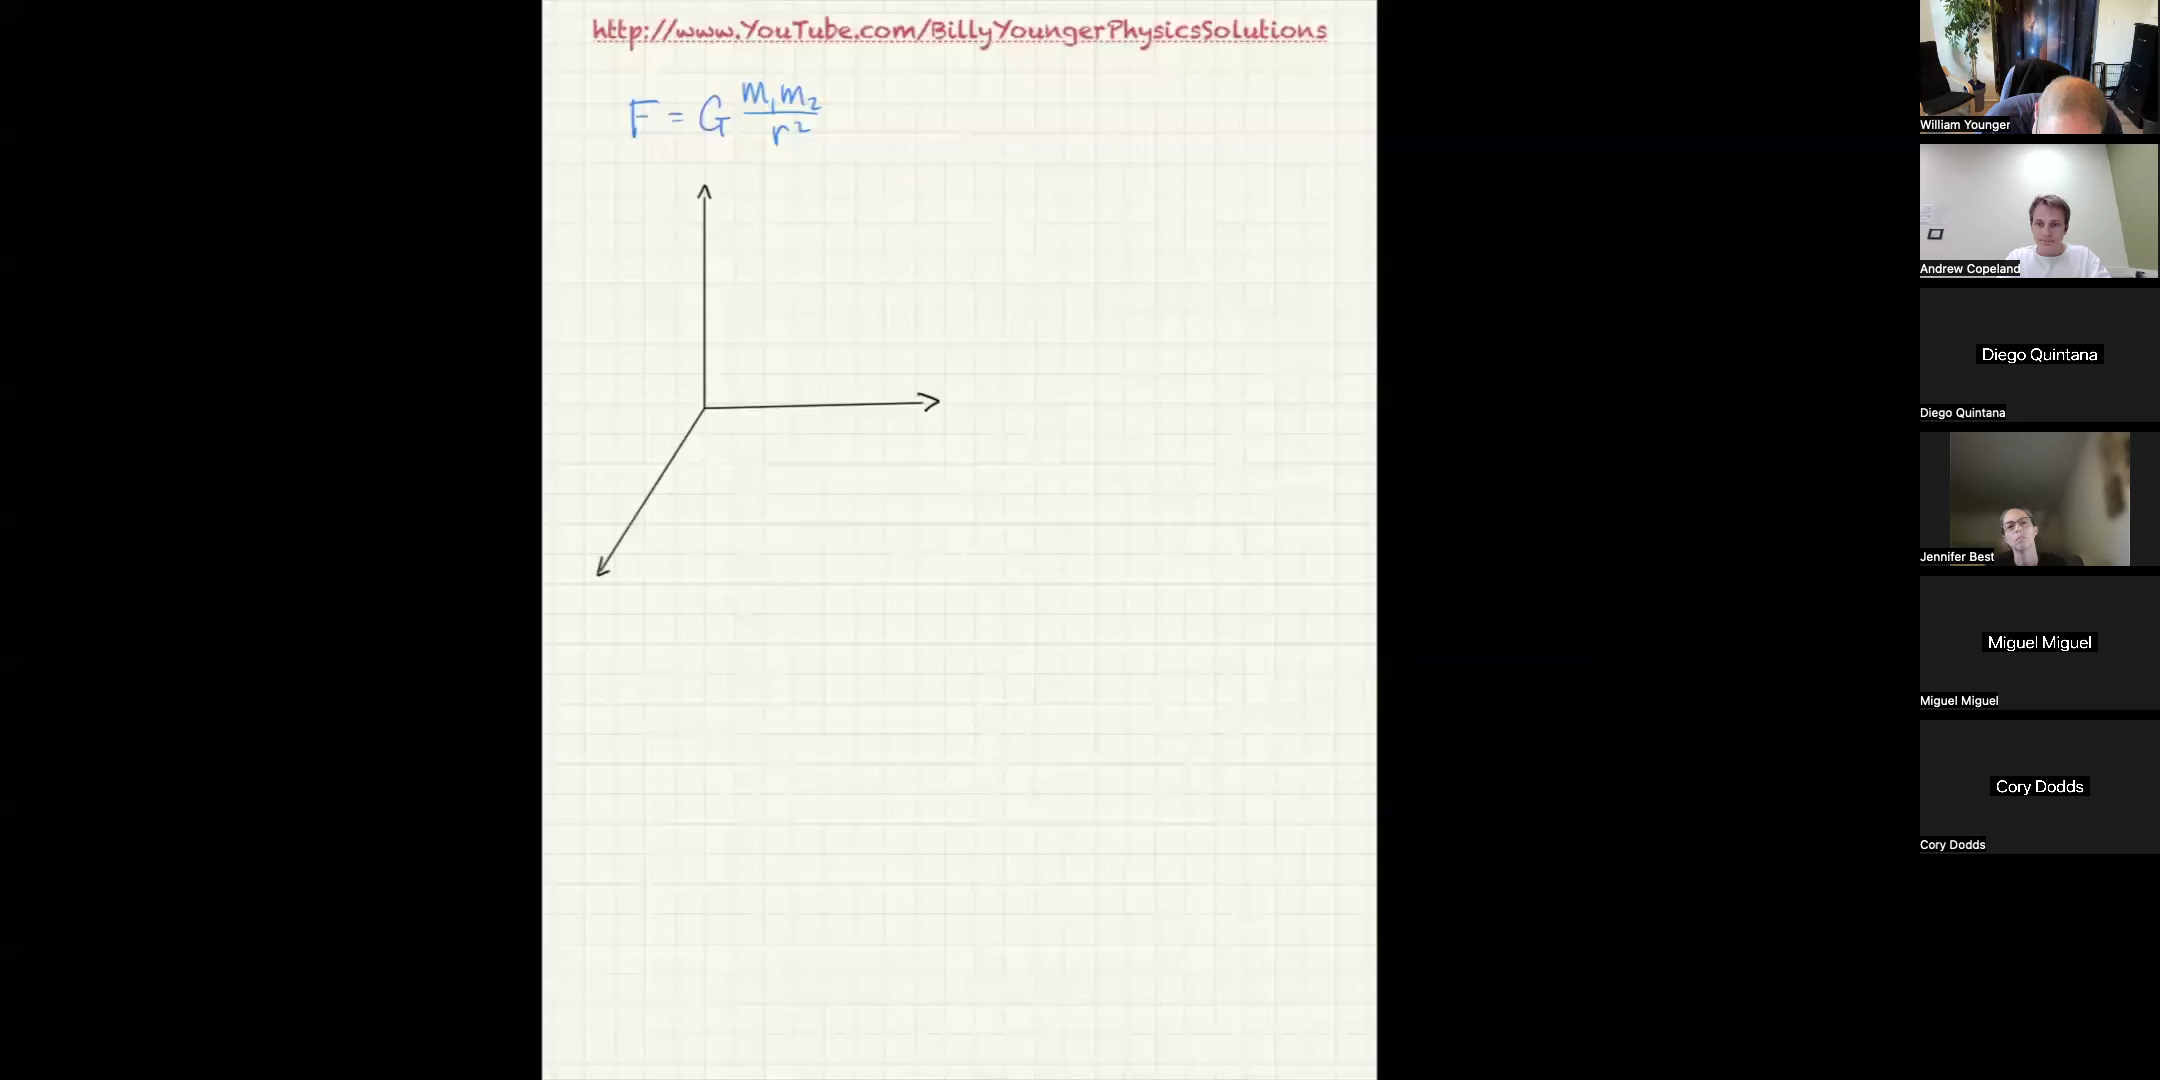 http://www.YouTube.com/BillyYoungerPhysicsSolutions
F = G m₁m₂/r²
William Younger
Andrew Copeland
Diego Quintana
Diego Quintana
Jennifer Best
Miguel Miguel
Miguel Miguel
Cory Dodds
Cory Dodds